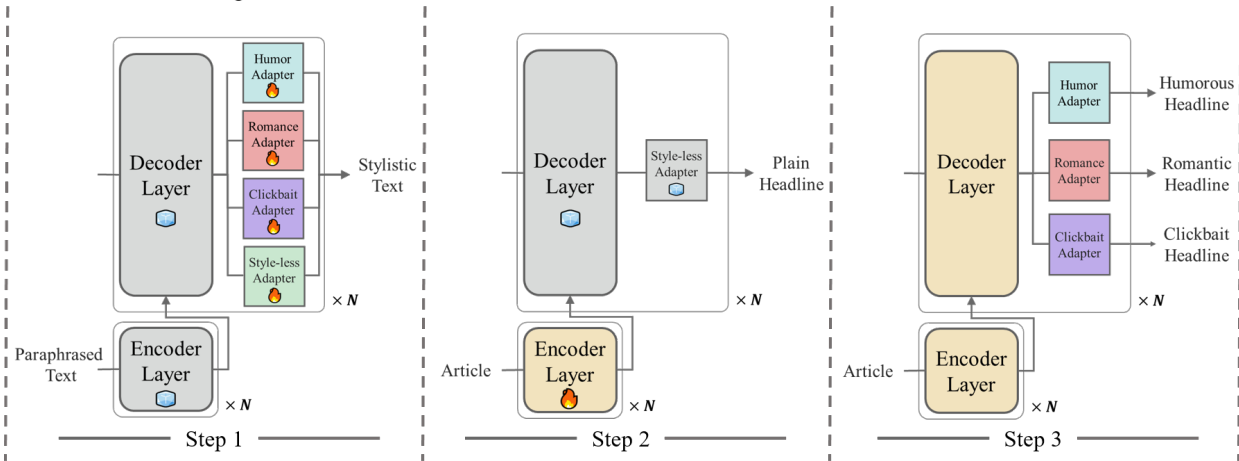 Humor
Adapter
Romance
Adapter
Clickbait
Adapter
Style-less
Adapter
Decoder
Layer
Stylistic
Text
× N
Paraphrased
Text
Encoder
Layer
× N
Step 1
Decoder
Layer
Style-less
Adapter
Plain
Headline
× N
Article
Encoder
Layer
× N
Step 2
Decoder
Layer
Humor
Adapter
Romance
Adapter
Clickbait
Adapter
Humorous
Headline
Romantic
Headline
Clickbait
Headline
× N
Article
Encoder
Layer
× N
Step 3